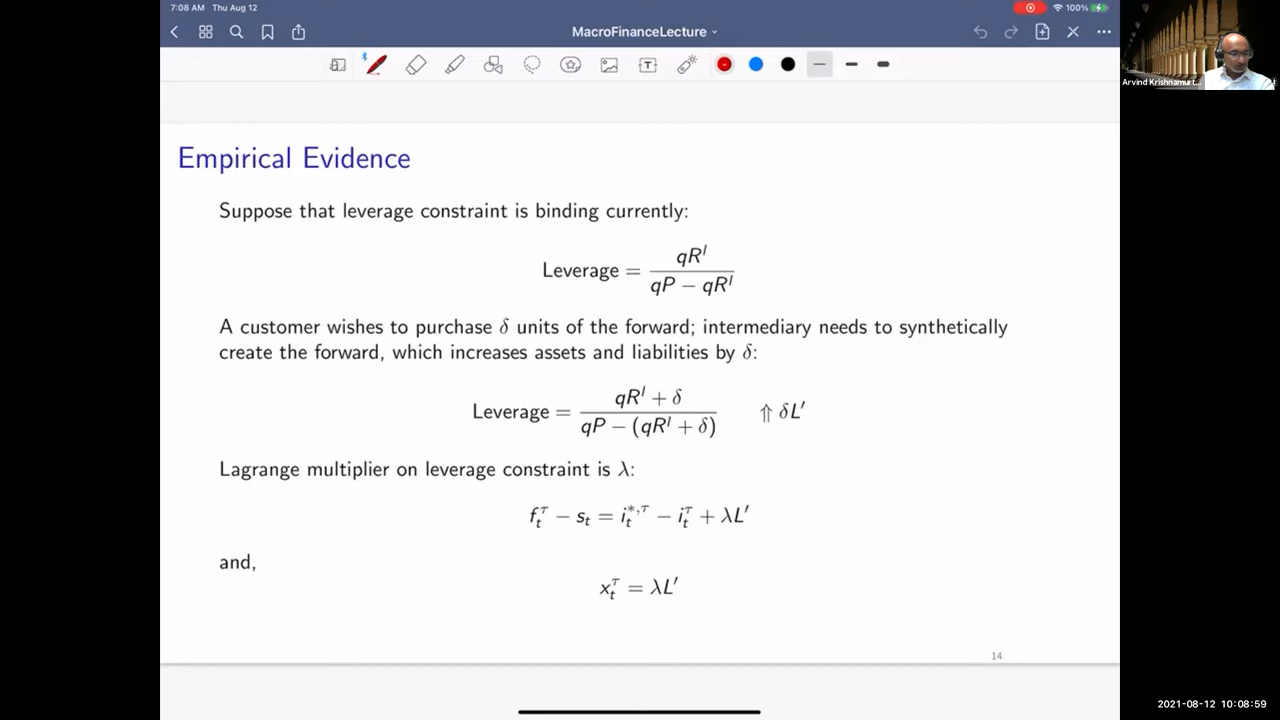 7:08 AM Thu Aug 12
100%
MacroFinanceLecture
Arvind Krishnamurt...
Empirical Evidence
Suppose that leverage constraint is binding currently:
Leverage = qR^l / (qP − qR^l)
A customer wishes to purchase δ units of the forward; intermediary needs to synthetically
create the forward, which increases assets and liabilities by δ:
Leverage = (qR^l + δ) / (qP − (qR^l + δ)) ⇑ δL′
Lagrange multiplier on leverage constraint is λ:
f_t^τ − s_t = i_t^{*,τ} − i_t^τ + λL′
and,
x_t^τ = λL′
14
2021-08-12 10:08:59